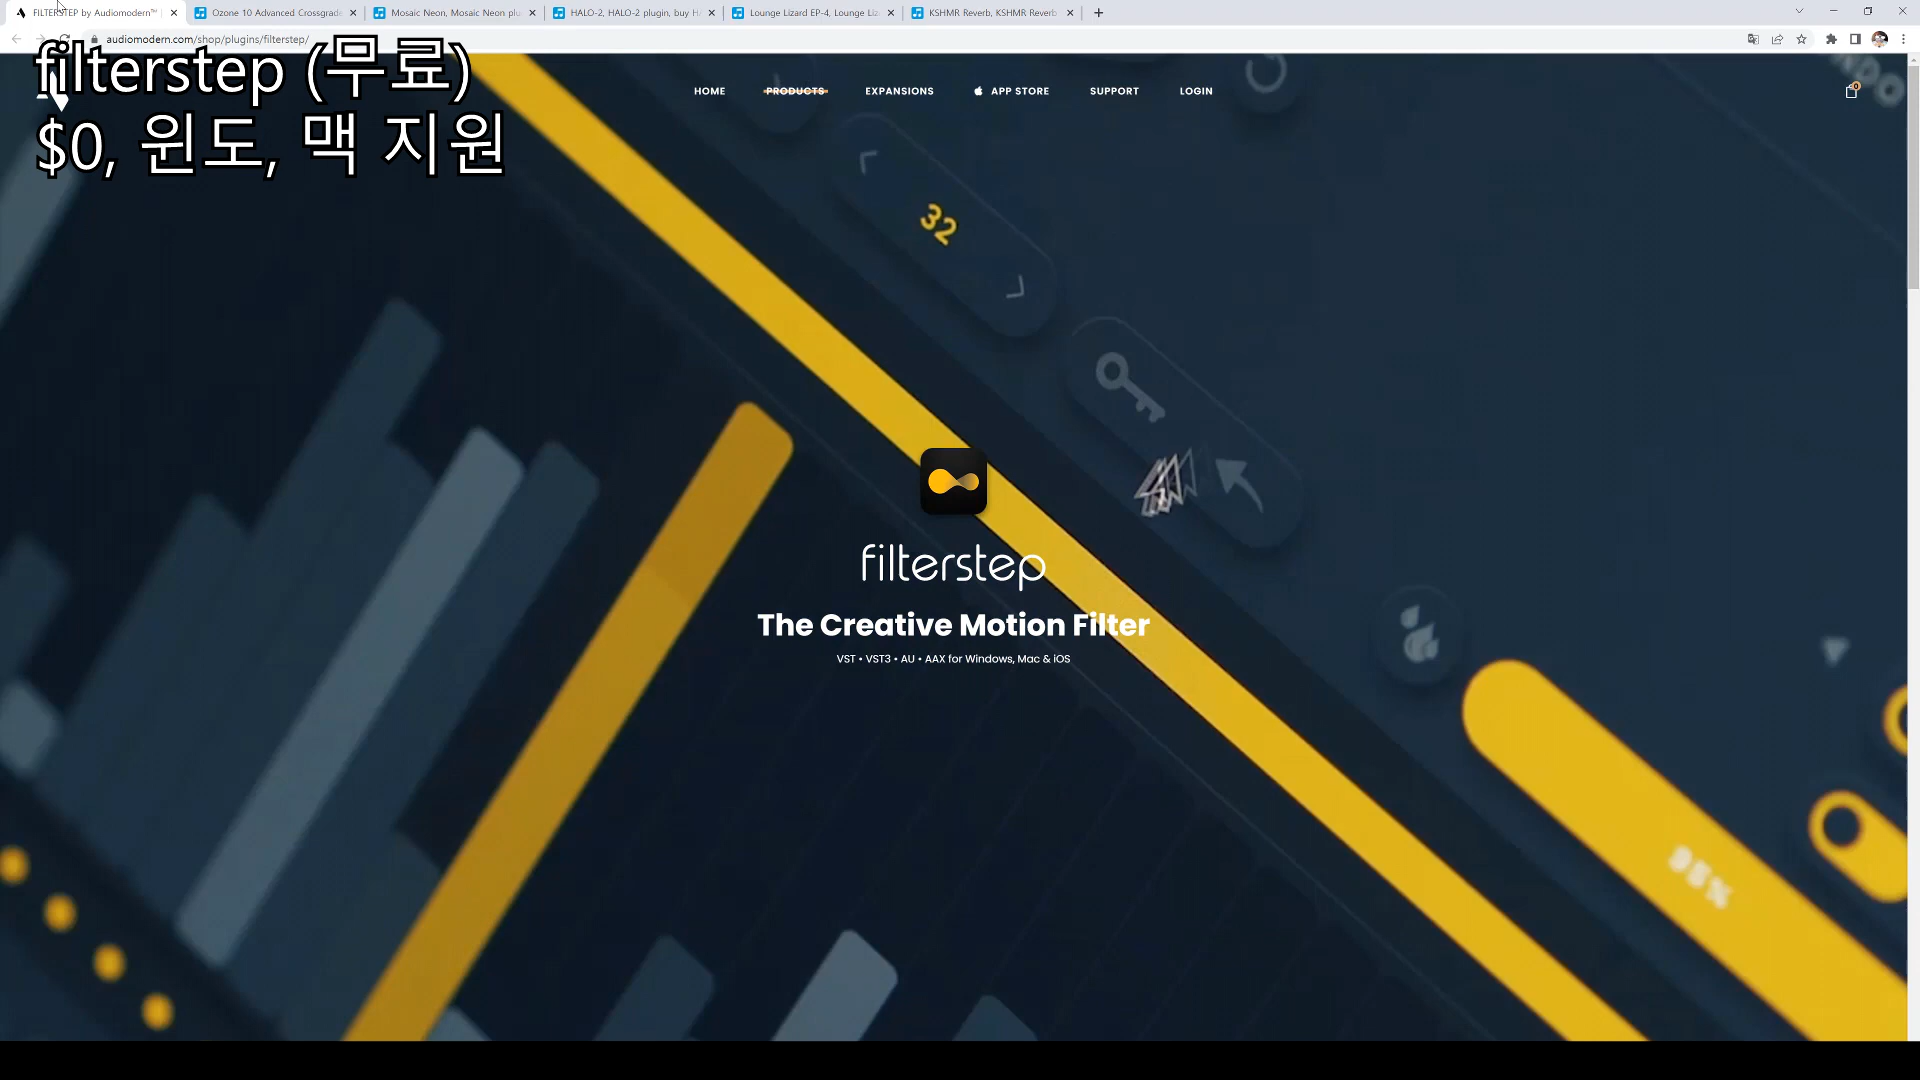 FILTERSTEP by Audiomodern™
Ozone 10 Advanced Crossgrade
Mosaic Neon, Mosaic Neon plu
HALO-2, HALO-2 plugin, buy H
Lounge Lizard EP-4, Lounge Liz
KSHMR Reverb, KSHMR Reverb
audiomodern.com/shop/plugins/filterstep/
filterstep (무료)
$0, 윈도, 맥 지원
HOME PRODUCTS EXPANSIONS APP STORE SUPPORT LOGIN
0
32
filterstep
The Creative Motion Filter
VST • VST3 • AU • AAX for Windows, Mac & iOS